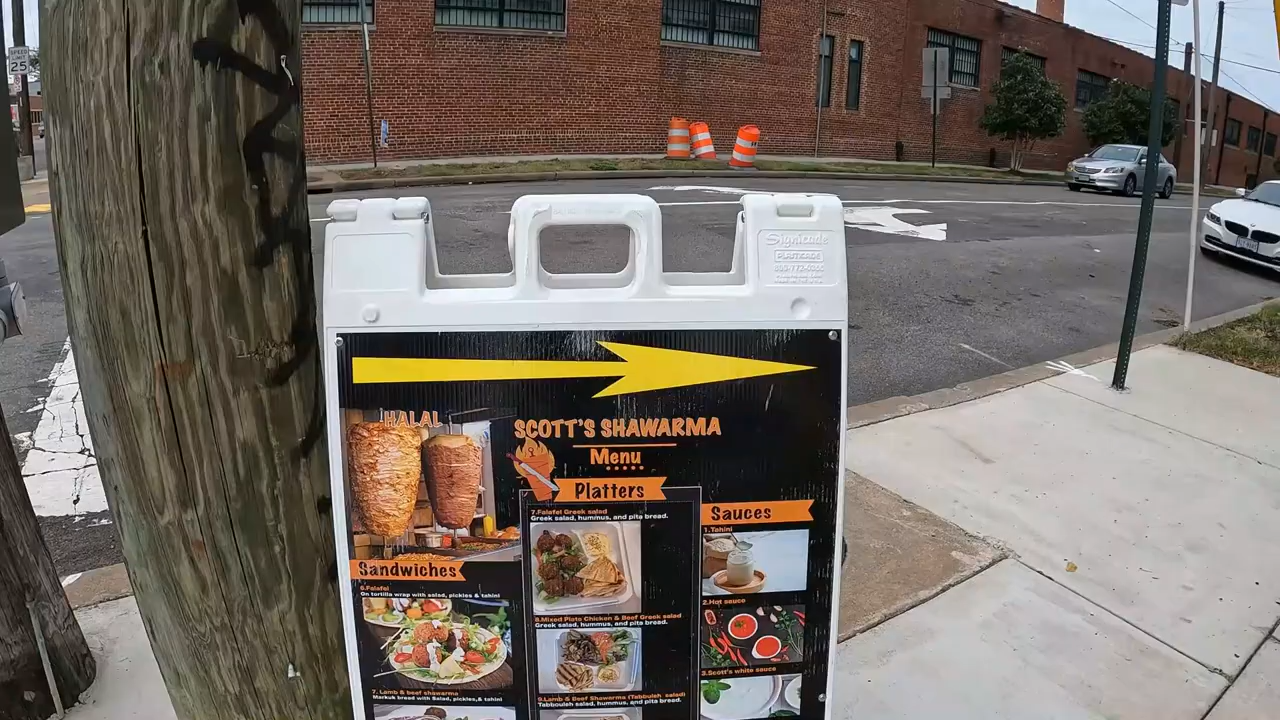 SPEED
LIMIT
25
Signicade
PLASTICADE
HALAL
SCOTT'S SHAWARMA
Menu
Platters
7.Falafel Greek salad
Greek salad, hummus, and pita bread.
8.Mixed Plate Chicken & Beef Greek salad
Greek salad, hummus, and pita bread.
9.Lamb & Beef Shawarma (Tabbouleh salad)
Tabbouleh salad, hummus, and pita bread.
Sauces
1.Tahini
2.Hot sauce
3.Scott's white sauce
Sandwiches
6.Falafel
On tortilla wrap with salad, pickles & tahini
7. Lamb & beef shawarma
Markuk bread with Salad, pickles,& tahini